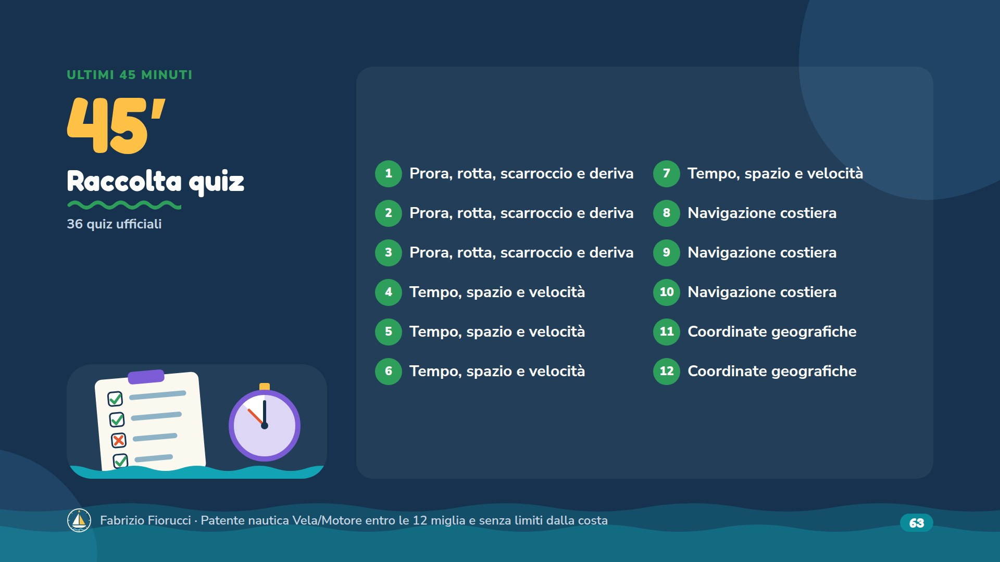 ULTIMI 45 MINUTI
45'
Raccolta quiz
36 quiz ufficiali
1 Prora, rotta, scarroccio e deriva
2 Prora, rotta, scarroccio e deriva
3 Prora, rotta, scarroccio e deriva
4 Tempo, spazio e velocità
5 Tempo, spazio e velocità
6 Tempo, spazio e velocità
7 Tempo, spazio e velocità
8 Navigazione costiera
9 Navigazione costiera
10 Navigazione costiera
11 Coordinate geografiche
12 Coordinate geografiche
Fabrizio Fiorucci · Patente nautica Vela/Motore entro le 12 miglia e senza limiti dalla costa
63